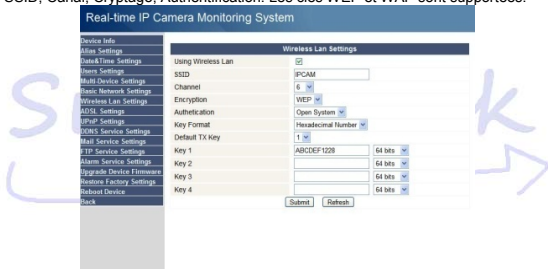 SSID, Canal, Cryptage, Authentification. Les clés WEP et WAP sont supportées.
Real-time IP Camera Monitoring System
Device Info
Alias Settings
Date&Time Settings
Users Settings
Multi-Device Settings
Basic Network Settings
Wireless Lan Settings
ADSL Settings
UPnP Settings
DDNS Service Settings
Mail Service Settings
FTP Service Settings
Alarm Service Settings
Upgrade Device Firmware
Restore Factory Settings
Reboot Device
Back
Wireless Lan Settings
Using Wireless Lan
SSID IPCAM
Channel 6
Encryption WEP
Authetication Open System
Key Format Hexadecimal Number
Default TX Key 1
Key 1 ABCDEF1228 64 bits
Key 2 64 bits
Key 3 64 bits
Key 4 64 bits
Submit Refresh